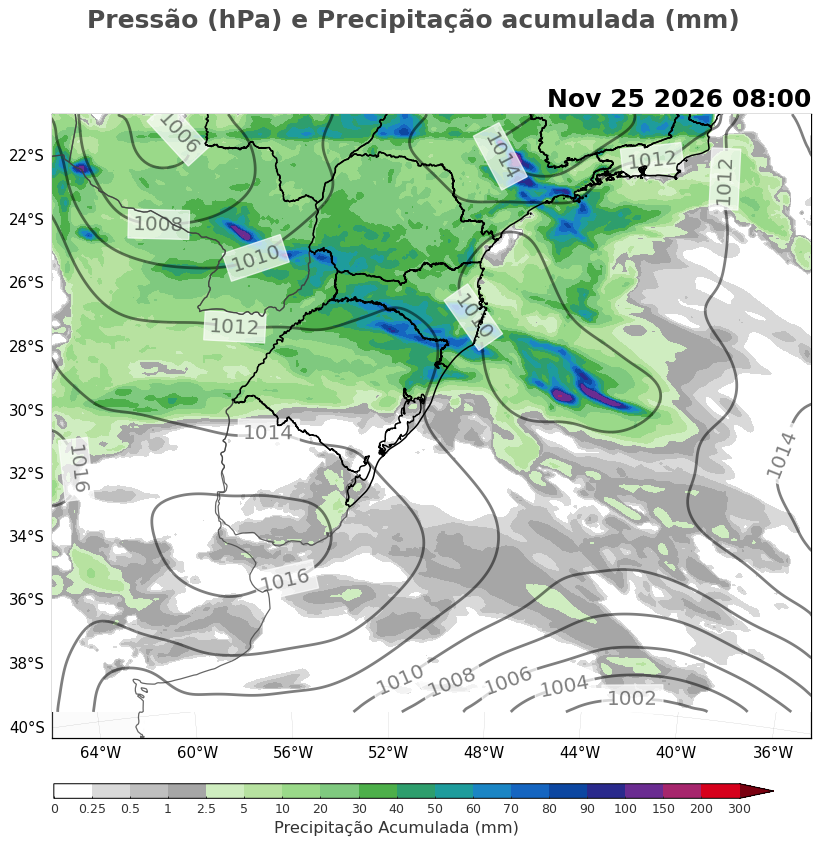 Pressão (hPa) e Precipitação acumulada (mm)
Nov 25 2026 08:00
1006
1014
1012
1012
22°S
1008
24°S
1010
26°S
1012
1010
28°S
30°S
1014
1014
1016
32°S
34°S
1016
36°S
38°S
1010
1008
1006
1004
1002
40°S
64°W 60°W 56°W 52°W 48°W 44°W 40°W 36°W
0 0.25 0.5 1 2.5 5 10 20 30 40 50 60 70 80 90 100 150 200 300
Precipitação Acumulada (mm)